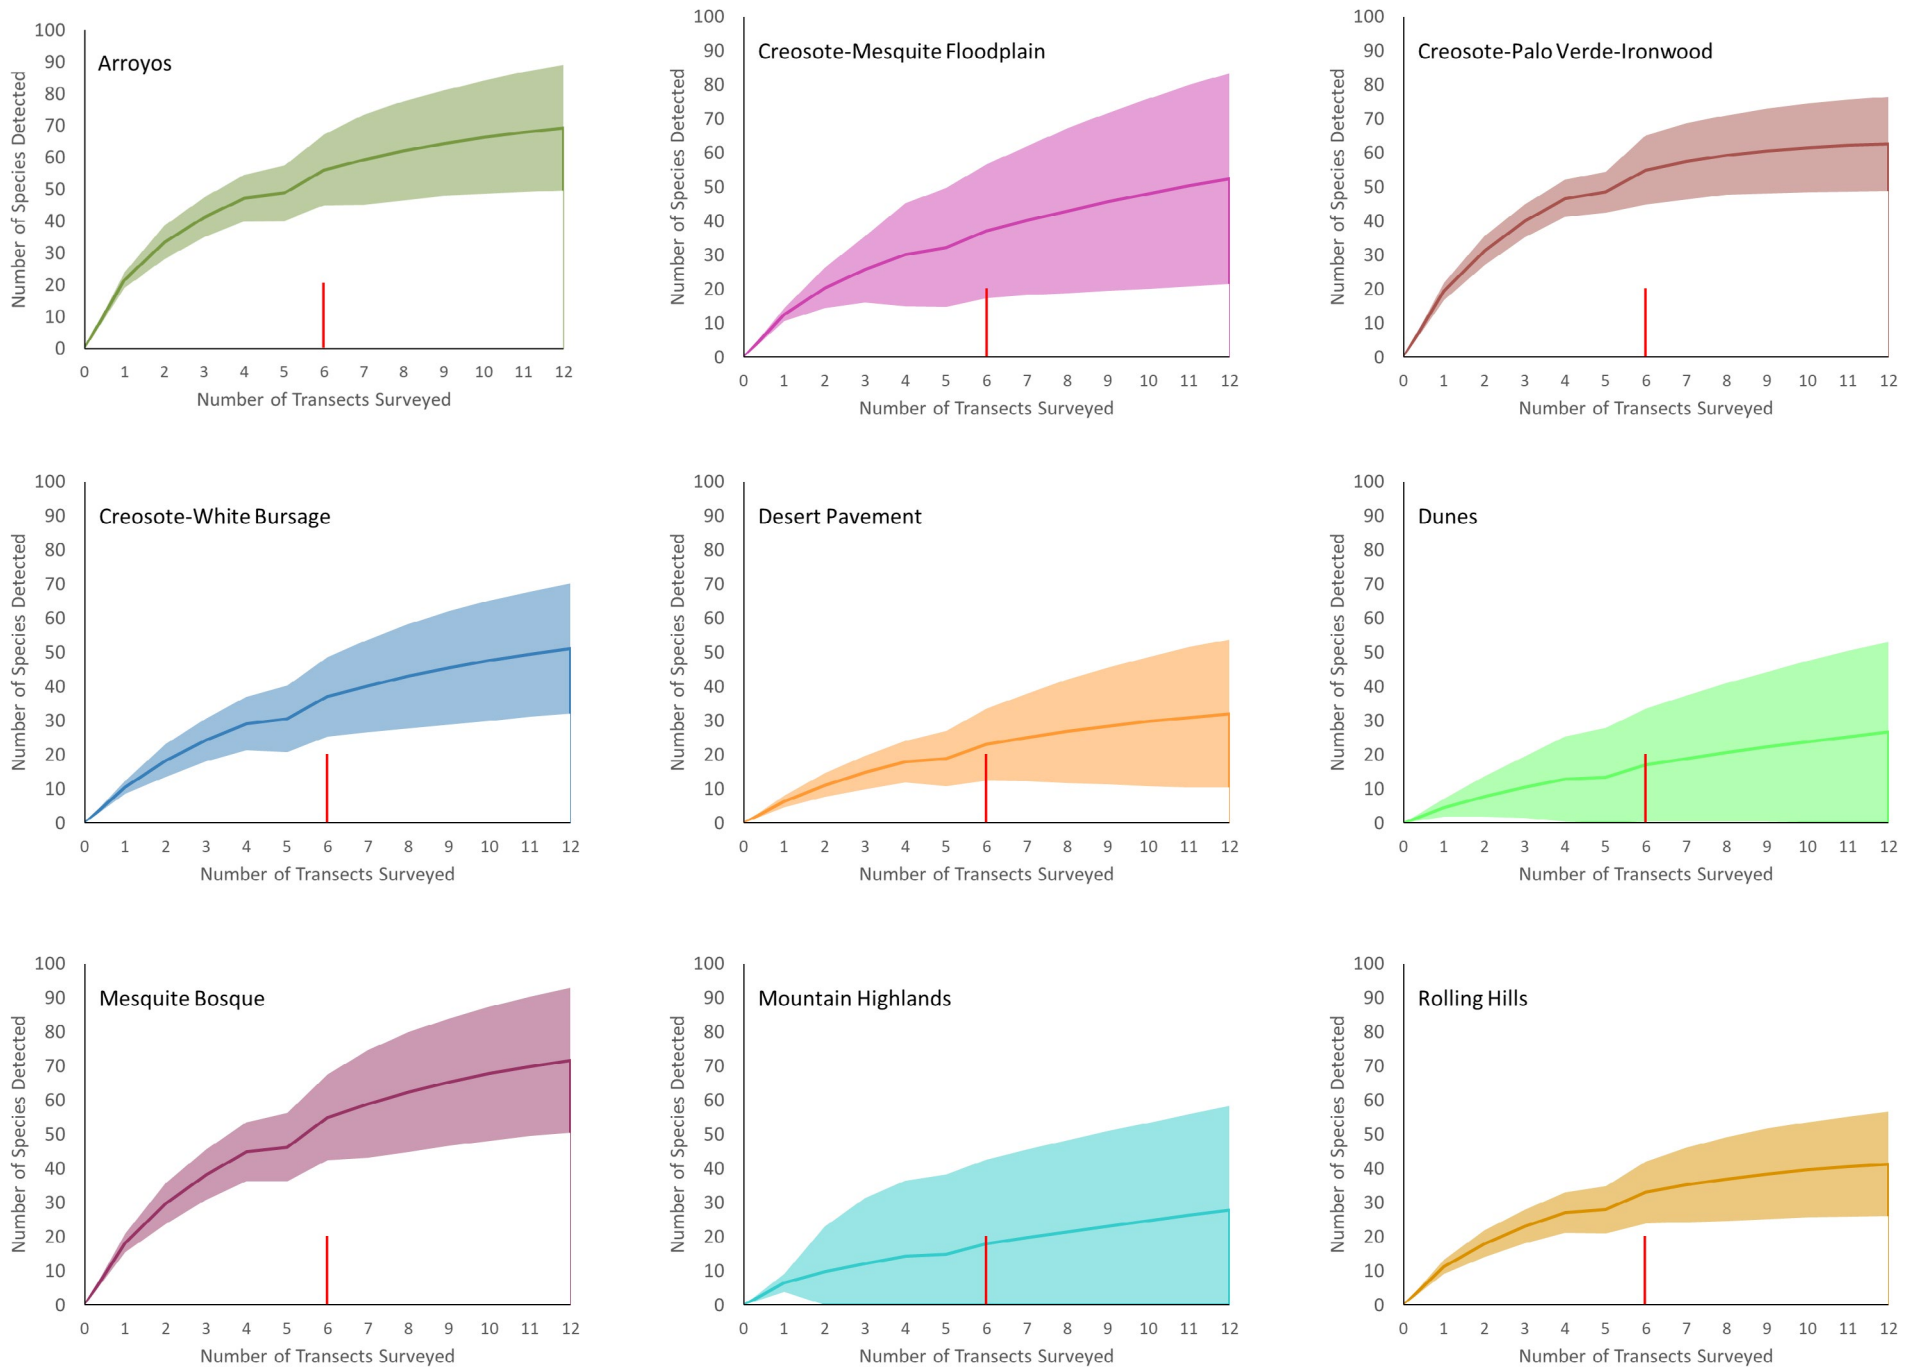 Arroyos
Number of Species Detected
100
90
80
70
60
50
40
30
20
10
0
0 1 2 3 4 5 6 7 8 9 10 11 12
Number of Transects Surveyed
Creosote-Mesquite Floodplain
Number of Species Detected
100
90
80
70
60
50
40
30
20
10
0
0 1 2 3 4 5 6 7 8 9 10 11 12
Number of Transects Surveyed
Creosote-Palo Verde-Ironwood
Number of Species Detected
100
90
80
70
60
50
40
30
20
10
0
0 1 2 3 4 5 6 7 8 9 10 11 12
Number of Transects Surveyed
Creosote-White Bursage
Number of Species Detected
100
90
80
70
60
50
40
30
20
10
0
0 1 2 3 4 5 6 7 8 9 10 11 12
Number of Transects Surveyed
Desert Pavement
Number of Species Detected
100
90
80
70
60
50
40
30
20
10
0
0 1 2 3 4 5 6 7 8 9 10 11 12
Number of Transects Surveyed
Dunes
Number of Species Detected
100
90
80
70
60
50
40
30
20
10
0
0 1 2 3 4 5 6 7 8 9 10 11 12
Number of Transects Surveyed
Mesquite Bosque
Number of Species Detected
100
90
80
70
60
50
40
30
20
10
0
0 1 2 3 4 5 6 7 8 9 10 11 12
Number of Transects Surveyed
Mountain Highlands
Number of Species Detected
100
90
80
70
60
50
40
30
20
10
0
0 1 2 3 4 5 6 7 8 9 10 11 12
Number of Transects Surveyed
Rolling Hills
Number of Species Detected
100
90
80
70
60
50
40
30
20
10
0
0 1 2 3 4 5 6 7 8 9 10 11 12
Number of Transects Surveyed